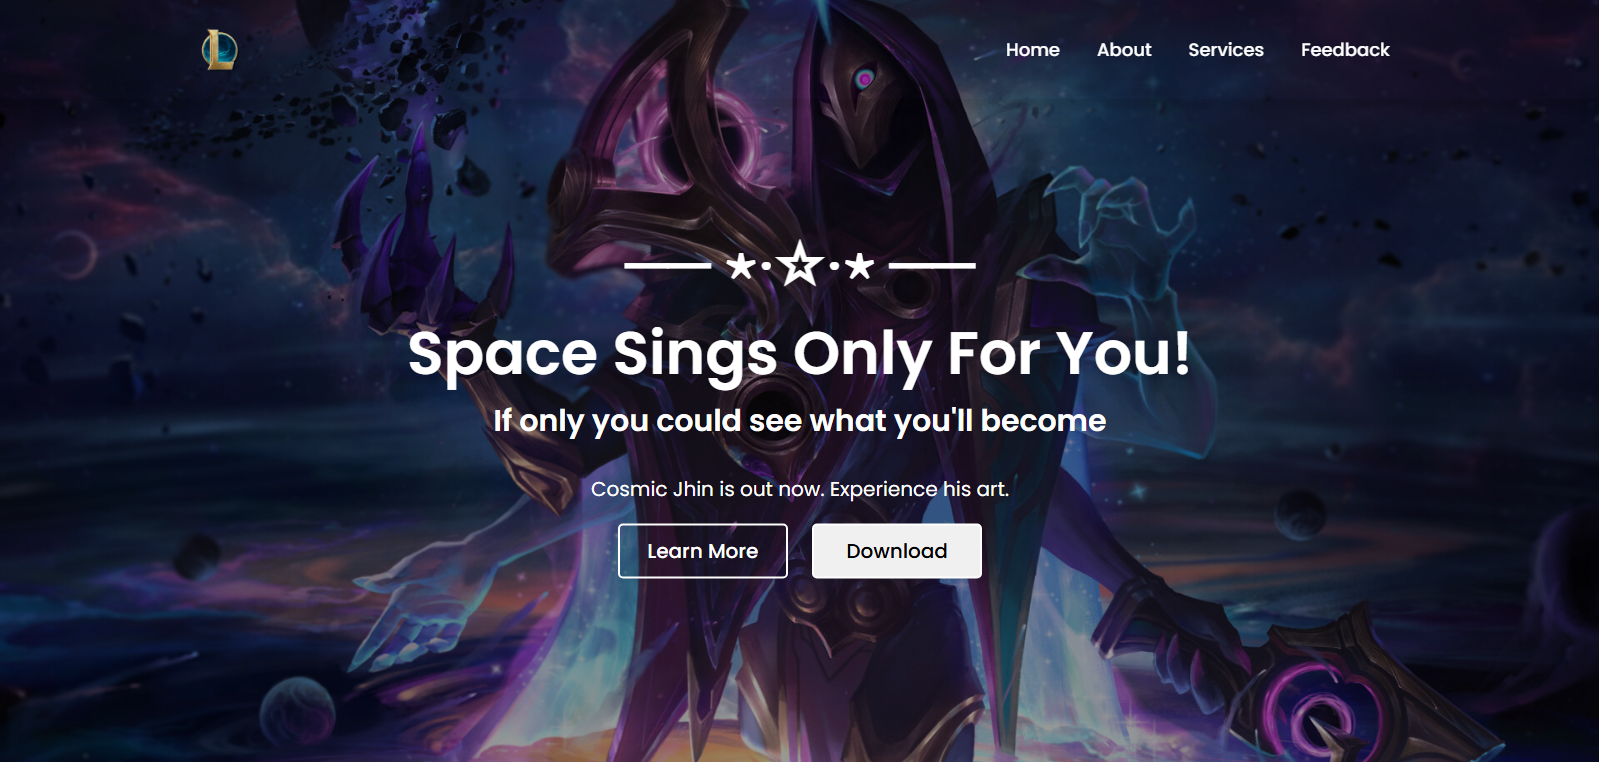 Home About Services Feedback
—— ★·☆·★ ——
Space Sings Only For You!
If only you could see what you'll become
Cosmic Jhin is out now. Experience his art.
Learn More Download